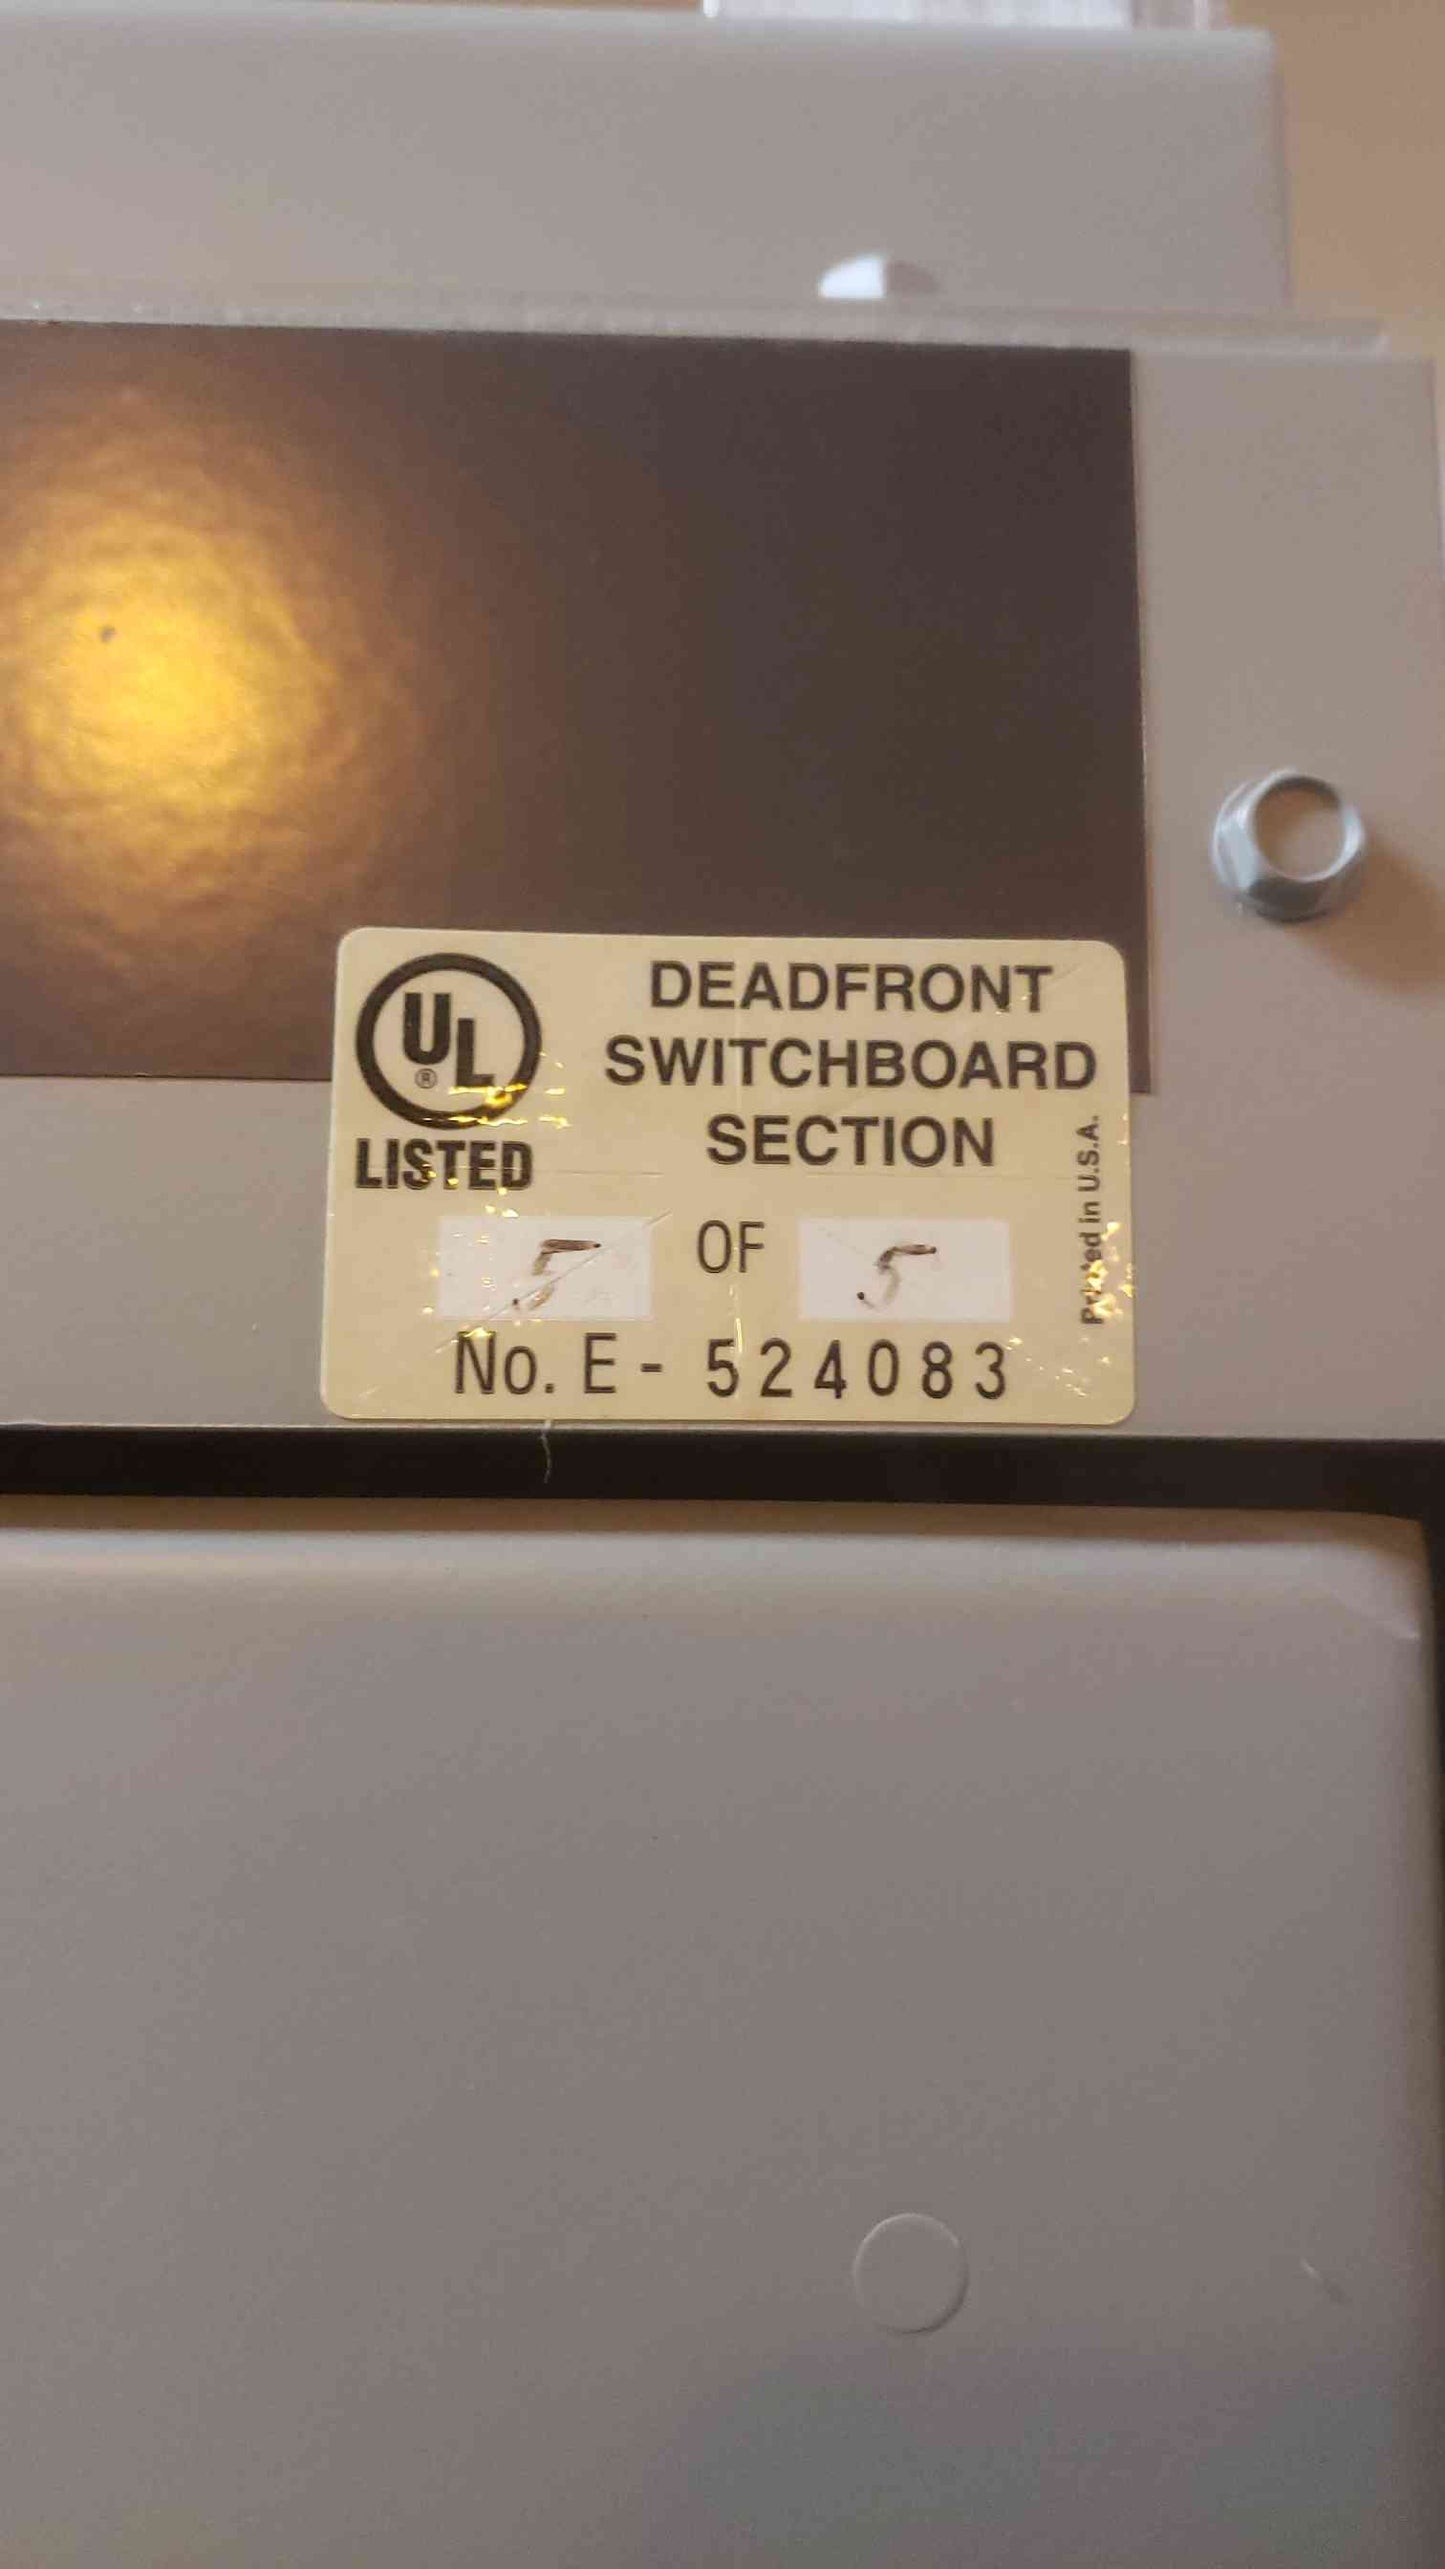 UL
®
LISTED
DEADFRONT
SWITCHBOARD
SECTION
5 OF 5
No. E- 524083
Printed in U.S.A.